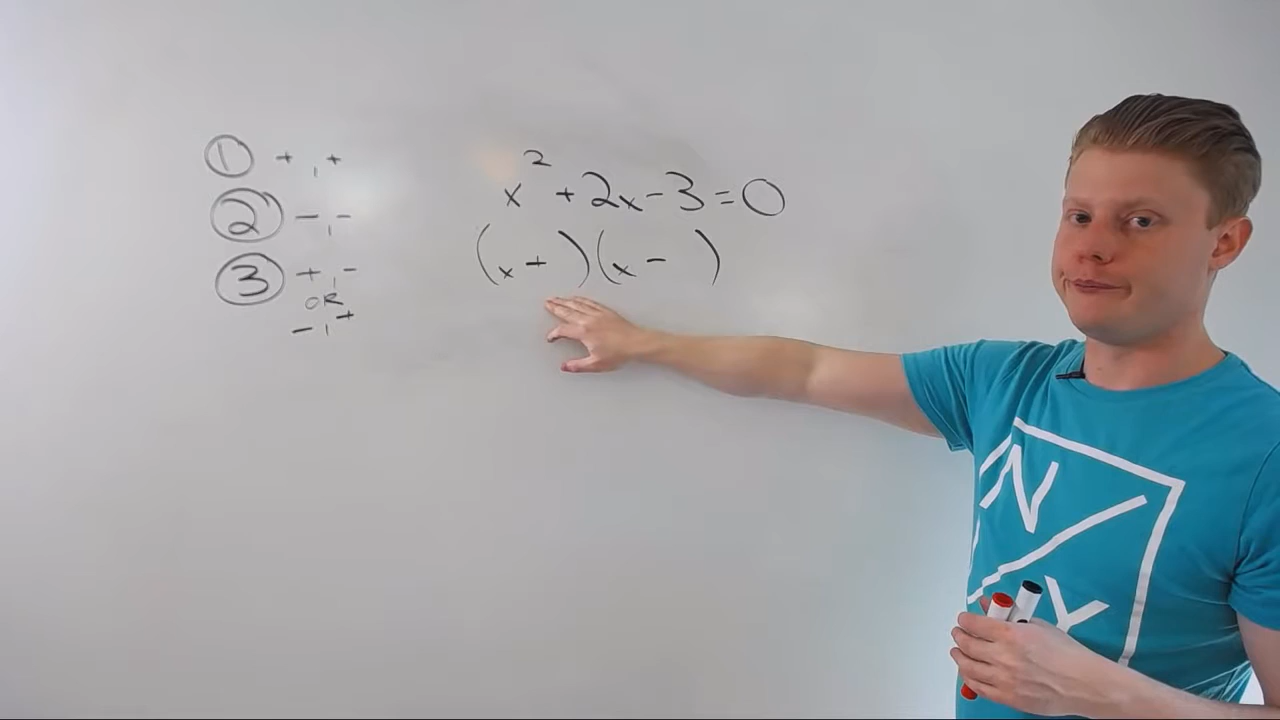 ① + , +
② - , -
③ + , -
OR
- , +
x² + 2x - 3 = 0
(x +  )(x -  )
N
Y